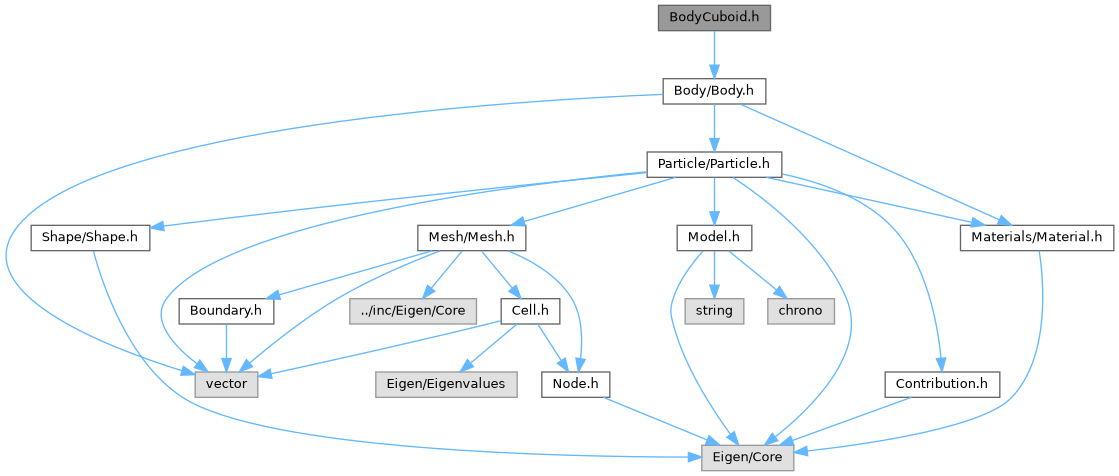 BodyCuboid.h
Body/Body.h
Particle/Particle.h
Shape/Shape.h
Mesh/Mesh.h
Model.h
Materials/Material.h
Boundary.h
../inc/Eigen/Core
Cell.h
string
chrono
vector
Eigen/Eigenvalues
Node.h
Contribution.h
Eigen/Core